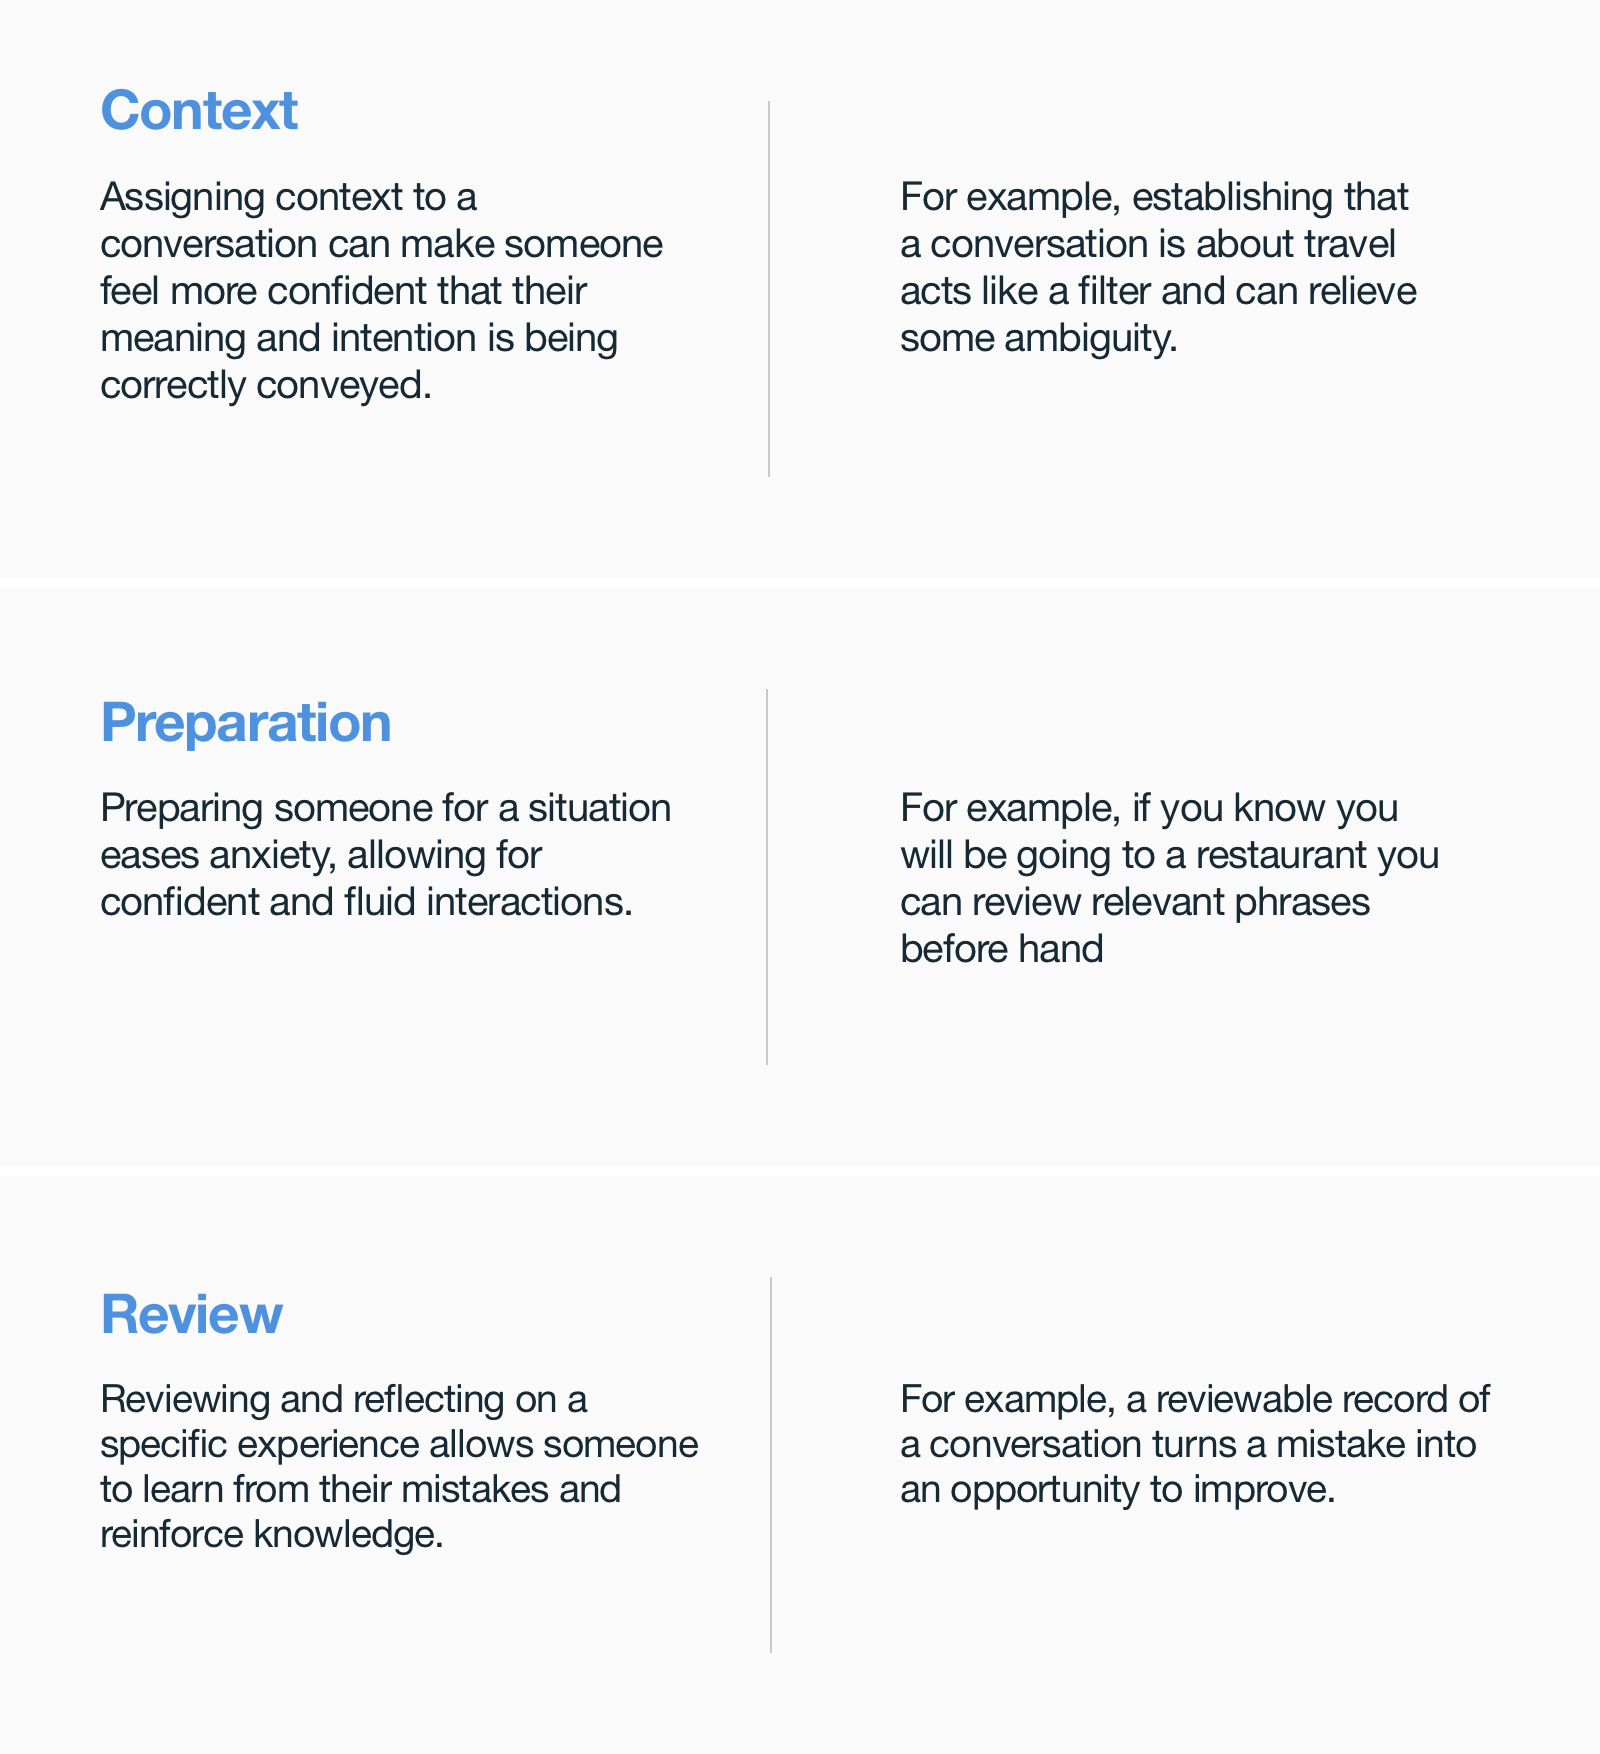 Context
Assigning context to a
conversation can make someone
feel more confident that their
meaning and intention is being
correctly conveyed.
For example, establishing that
a conversation is about travel
acts like a filter and can relieve
some ambiguity.
Preparation
Preparing someone for a situation
eases anxiety, allowing for
confident and fluid interactions.
For example, if you know you
will be going to a restaurant you
can review relevant phrases
before hand
Review
Reviewing and reflecting on a
specific experience allows someone
to learn from their mistakes and
reinforce knowledge.
For example, a reviewable record of
a conversation turns a mistake into
an opportunity to improve.